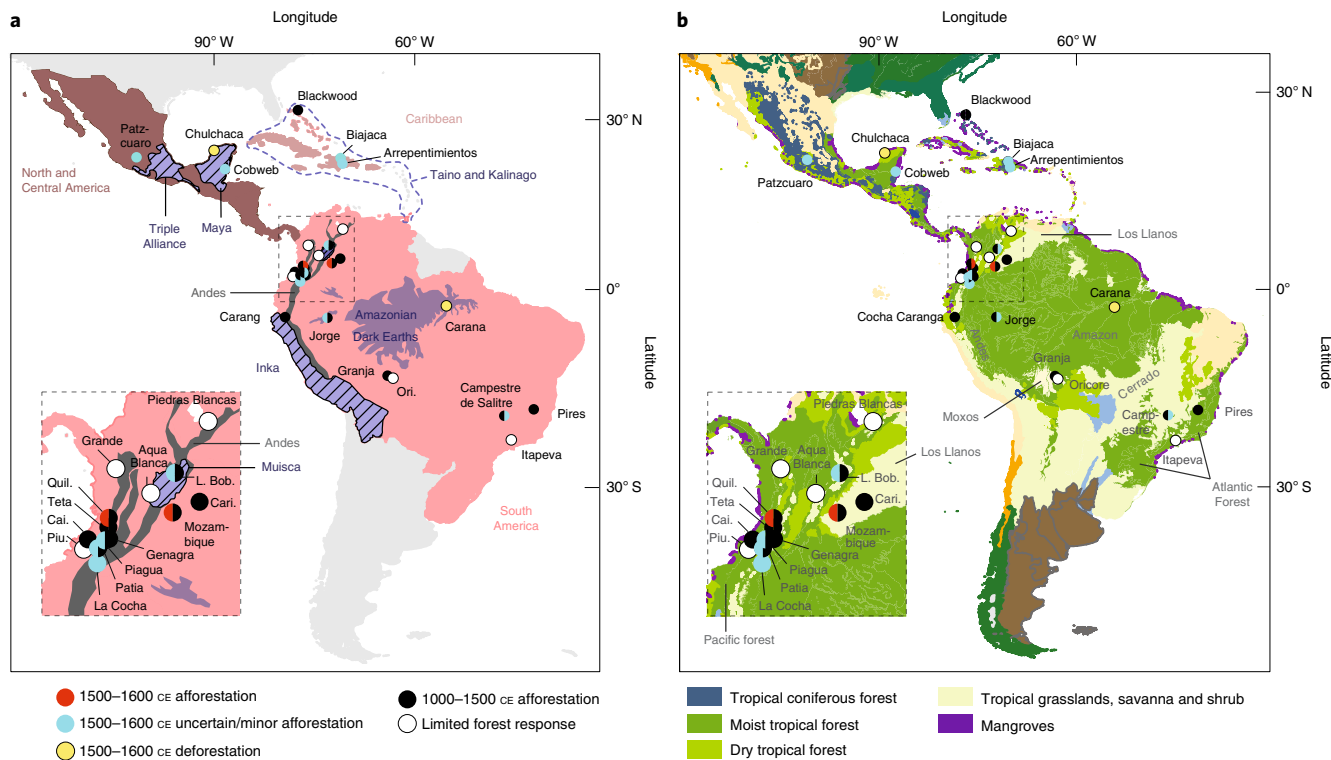 a
Longitude
90° W
60° W
30° N
0°
30° S
Latitude
Patz-
cuaro
Chulchaca
Cobweb
Blackwood
Caribbean
Biajaca
Arrepentimientos
Taino and Kalinago
North and
Central America
Triple
Alliance
Maya
Andes
Carang
Jorge
Amazonian
Dark Earths
Carana
Inka
Granja
Ori.
Campestre
de Salitre
Pires
Itapeva
South
America
Piedras Blancas
Grande
Aqua
Blanca
Andes
Muisca
L. Bob.
Quil.
Teta
Cai.
Piu.
Cari.
Mozam-
bique
Genagra
Piagua
Patia
La Cocha
1500–1600 CE afforestation
1500–1600 CE uncertain/minor afforestation
1500–1600 CE deforestation
1000–1500 CE afforestation
Limited forest response
b
Longitude
90° W
60° W
30° N
0°
30° S
Latitude
Blackwood
Chulchaca
Biajaca
Arrepentimientos
Cobweb
Patzcuaro
Los Llanos
Carana
Cocha Caranga
Jorge
Amazon
Andes
Granja
Oricore
Cerrado
Moxos
Camp-
estre
Pires
Itapeva
Atlantic
Forest
Piedras Blancas
Grande
Aqua
Blanca
Los Llanos
L. Bob.
Quil.
Teta
Cai.
Piu.
Cari.
Mozam-
bique
Genagra
Piagua
Patia
La Cocha
Pacific forest
Tropical coniferous forest
Moist tropical forest
Dry tropical forest
Tropical grasslands, savanna and shrub
Mangroves